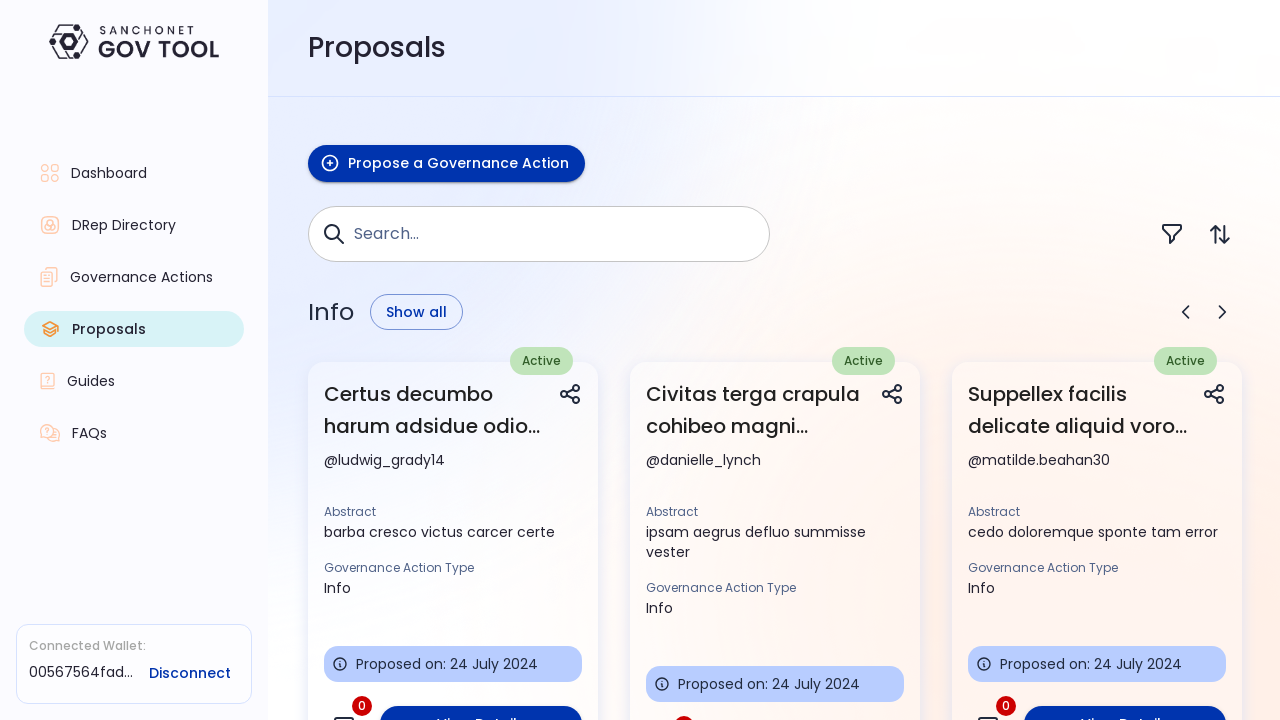 SANCHONET
GOV TOOL
Dashboard
DRep Directory
Governance Actions
Proposals
Guides
FAQs
Connected Wallet:
00567564fad...
Disconnect
Proposals
Propose a Governance Action
Search...
Info
Show all
Active
Certus decumbo
harum adsidue odio...
@ludwig_grady14
Abstract
barba cresco victus carcer certe
Governance Action Type
Info
Proposed on: 24 July 2024
0
Active
Civitas terga crapula
cohibeo magni...
@danielle_lynch
Abstract
ipsam aegrus defluo summisse
vester
Governance Action Type
Info
Proposed on: 24 July 2024
Active
Suppellex facilis
delicate aliquid voro...
@matilde.beahan30
Abstract
cedo doloremque sponte tam error
Governance Action Type
Info
Proposed on: 24 July 2024
0